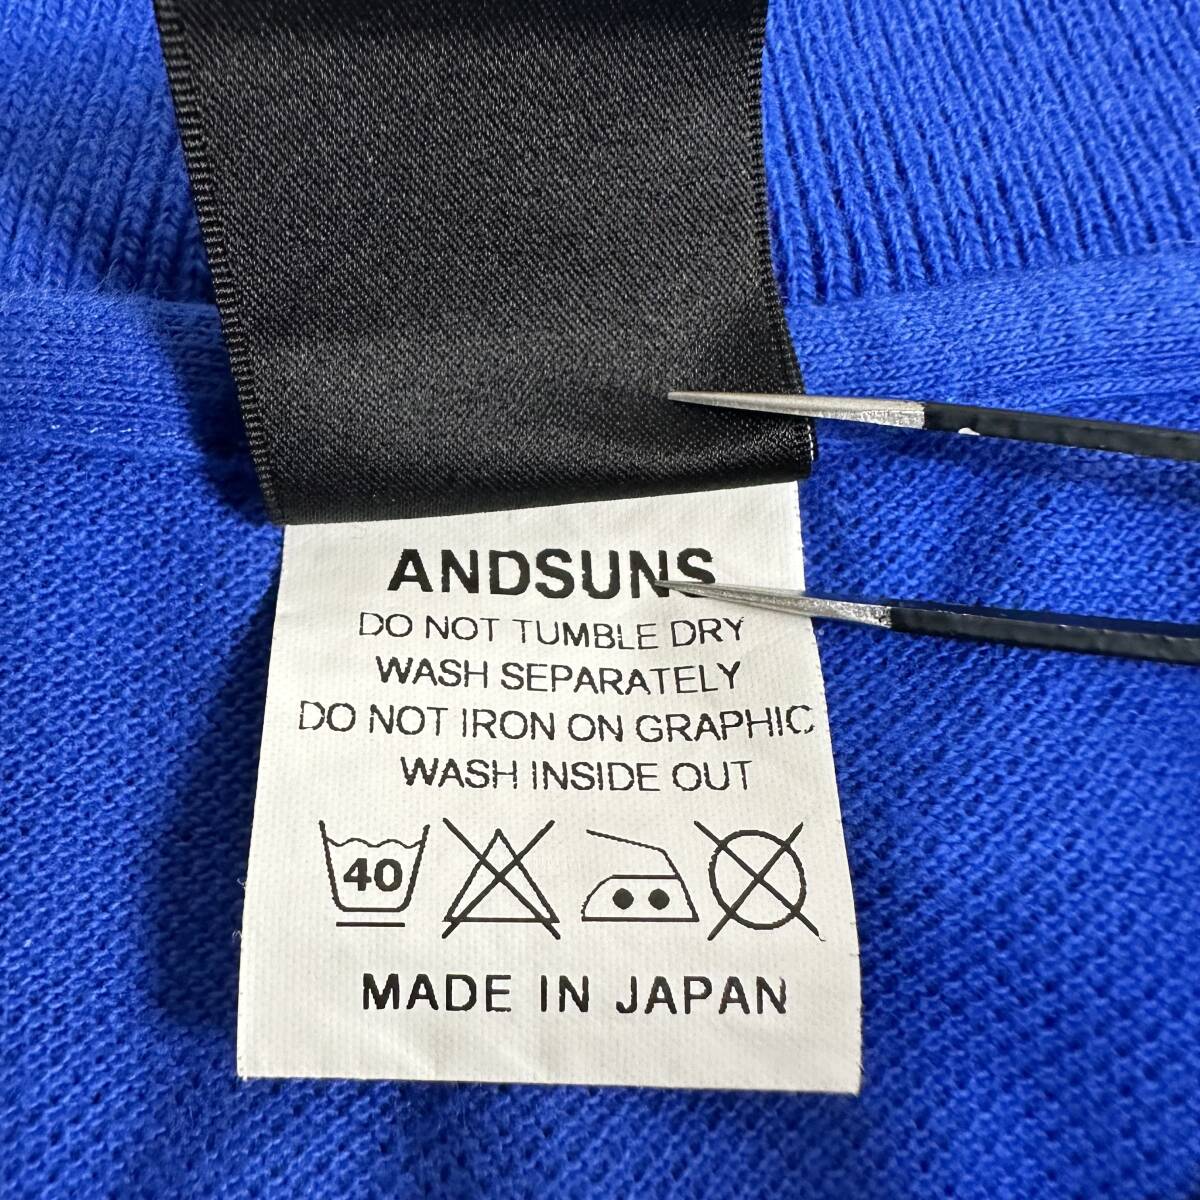 ANDSUNS
DO NOT TUMBLE DRY
WASH SEPARATELY
DO NOT IRON ON GRAPHIC
WASH INSIDE OUT
40
MADE IN JAPAN